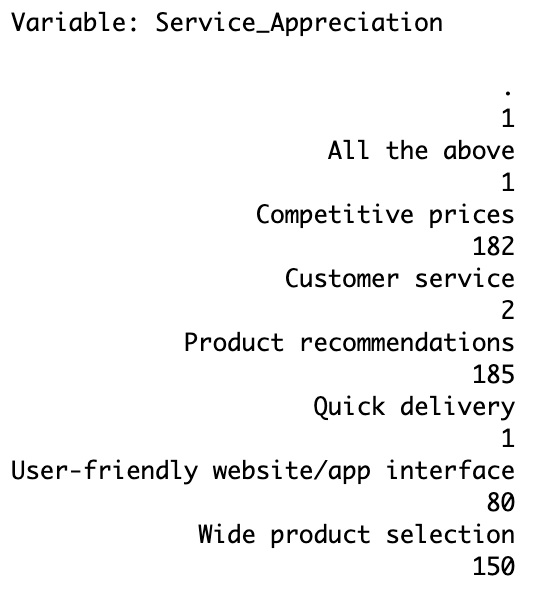 Variable: Service_Appreciation
.
1
All the above
1
Competitive prices
182
Customer service
2
Product recommendations
185
Quick delivery
1
User-friendly website/app interface
80
Wide product selection
150